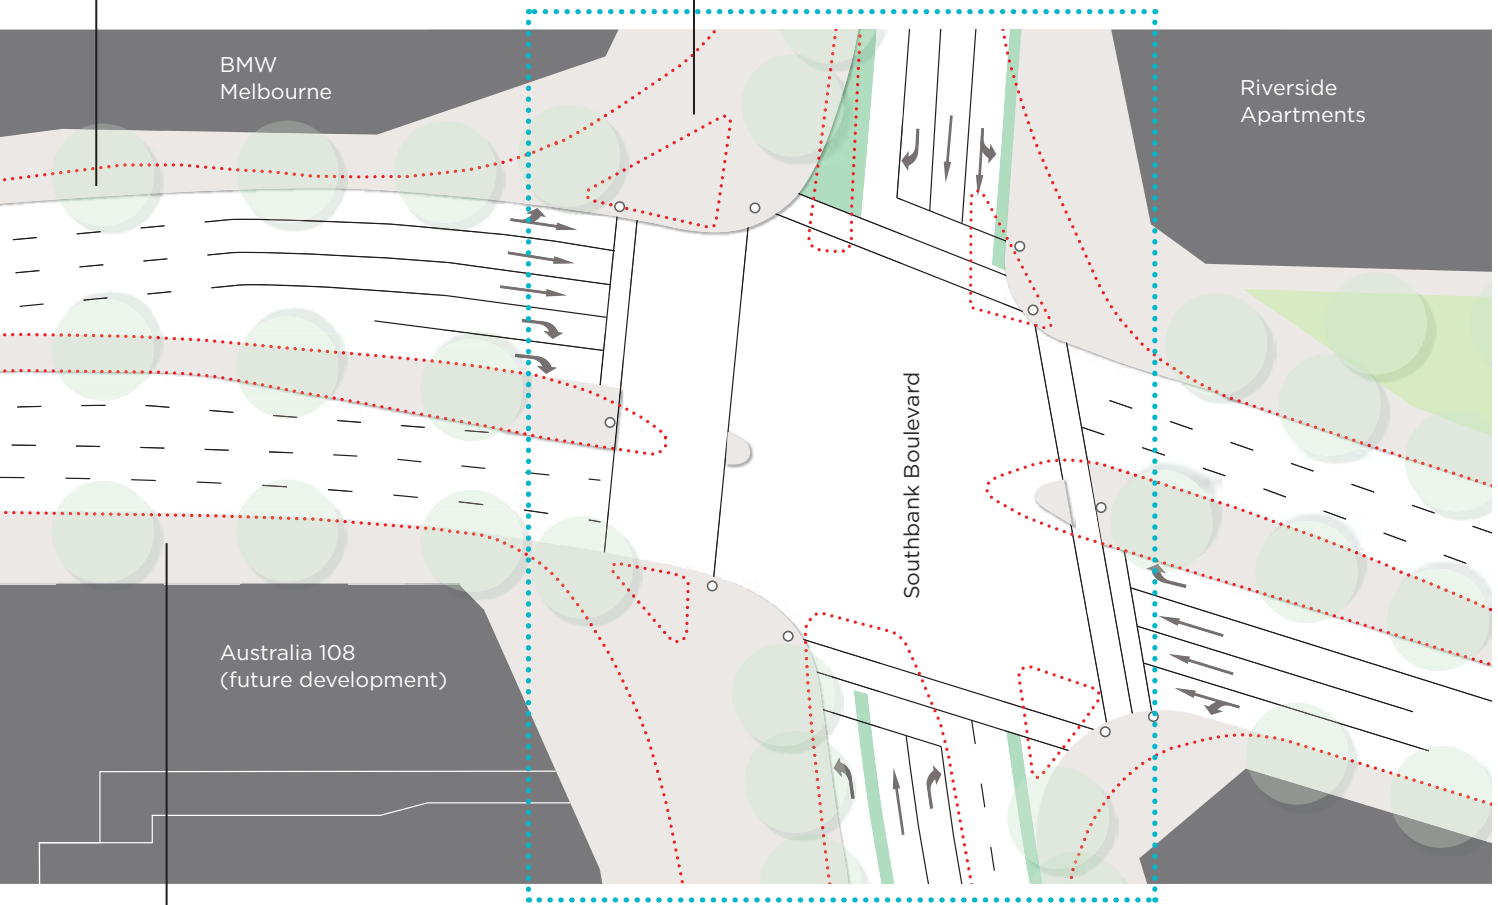 BMW
Melbourne
Riverside
Apartments
Southbank Boulevard
Australia 108
(future development)